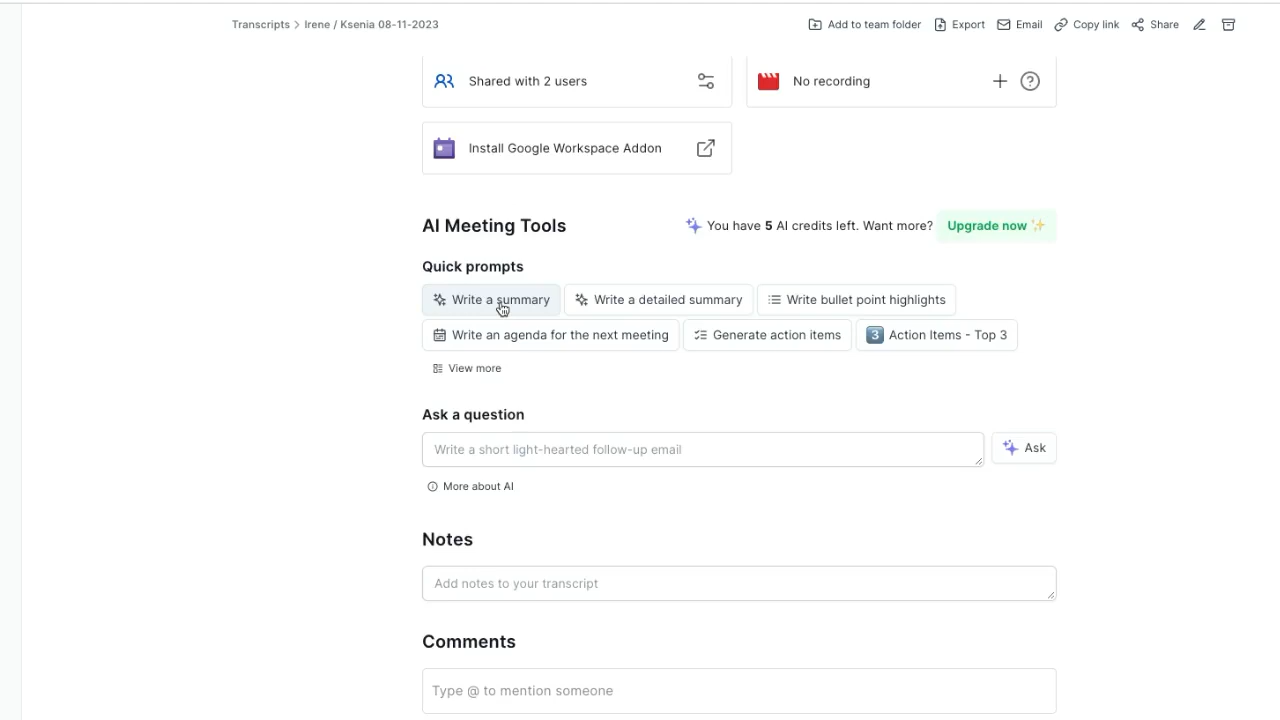 Transcripts > Irene / Ksenia 08-11-2023
Add to team folder Export Email Copy link Share
Shared with 2 users
No recording
Install Google Workspace Addon
AI Meeting Tools
You have 5 AI credits left. Want more? Upgrade now
Quick prompts
Write a summary Write a detailed summary Write bullet point highlights
Write an agenda for the next meeting Generate action items 3 Action Items - Top 3
View more
Ask a question
Write a short light-hearted follow-up email
Ask
More about AI
Notes
Add notes to your transcript
Comments
Type @ to mention someone